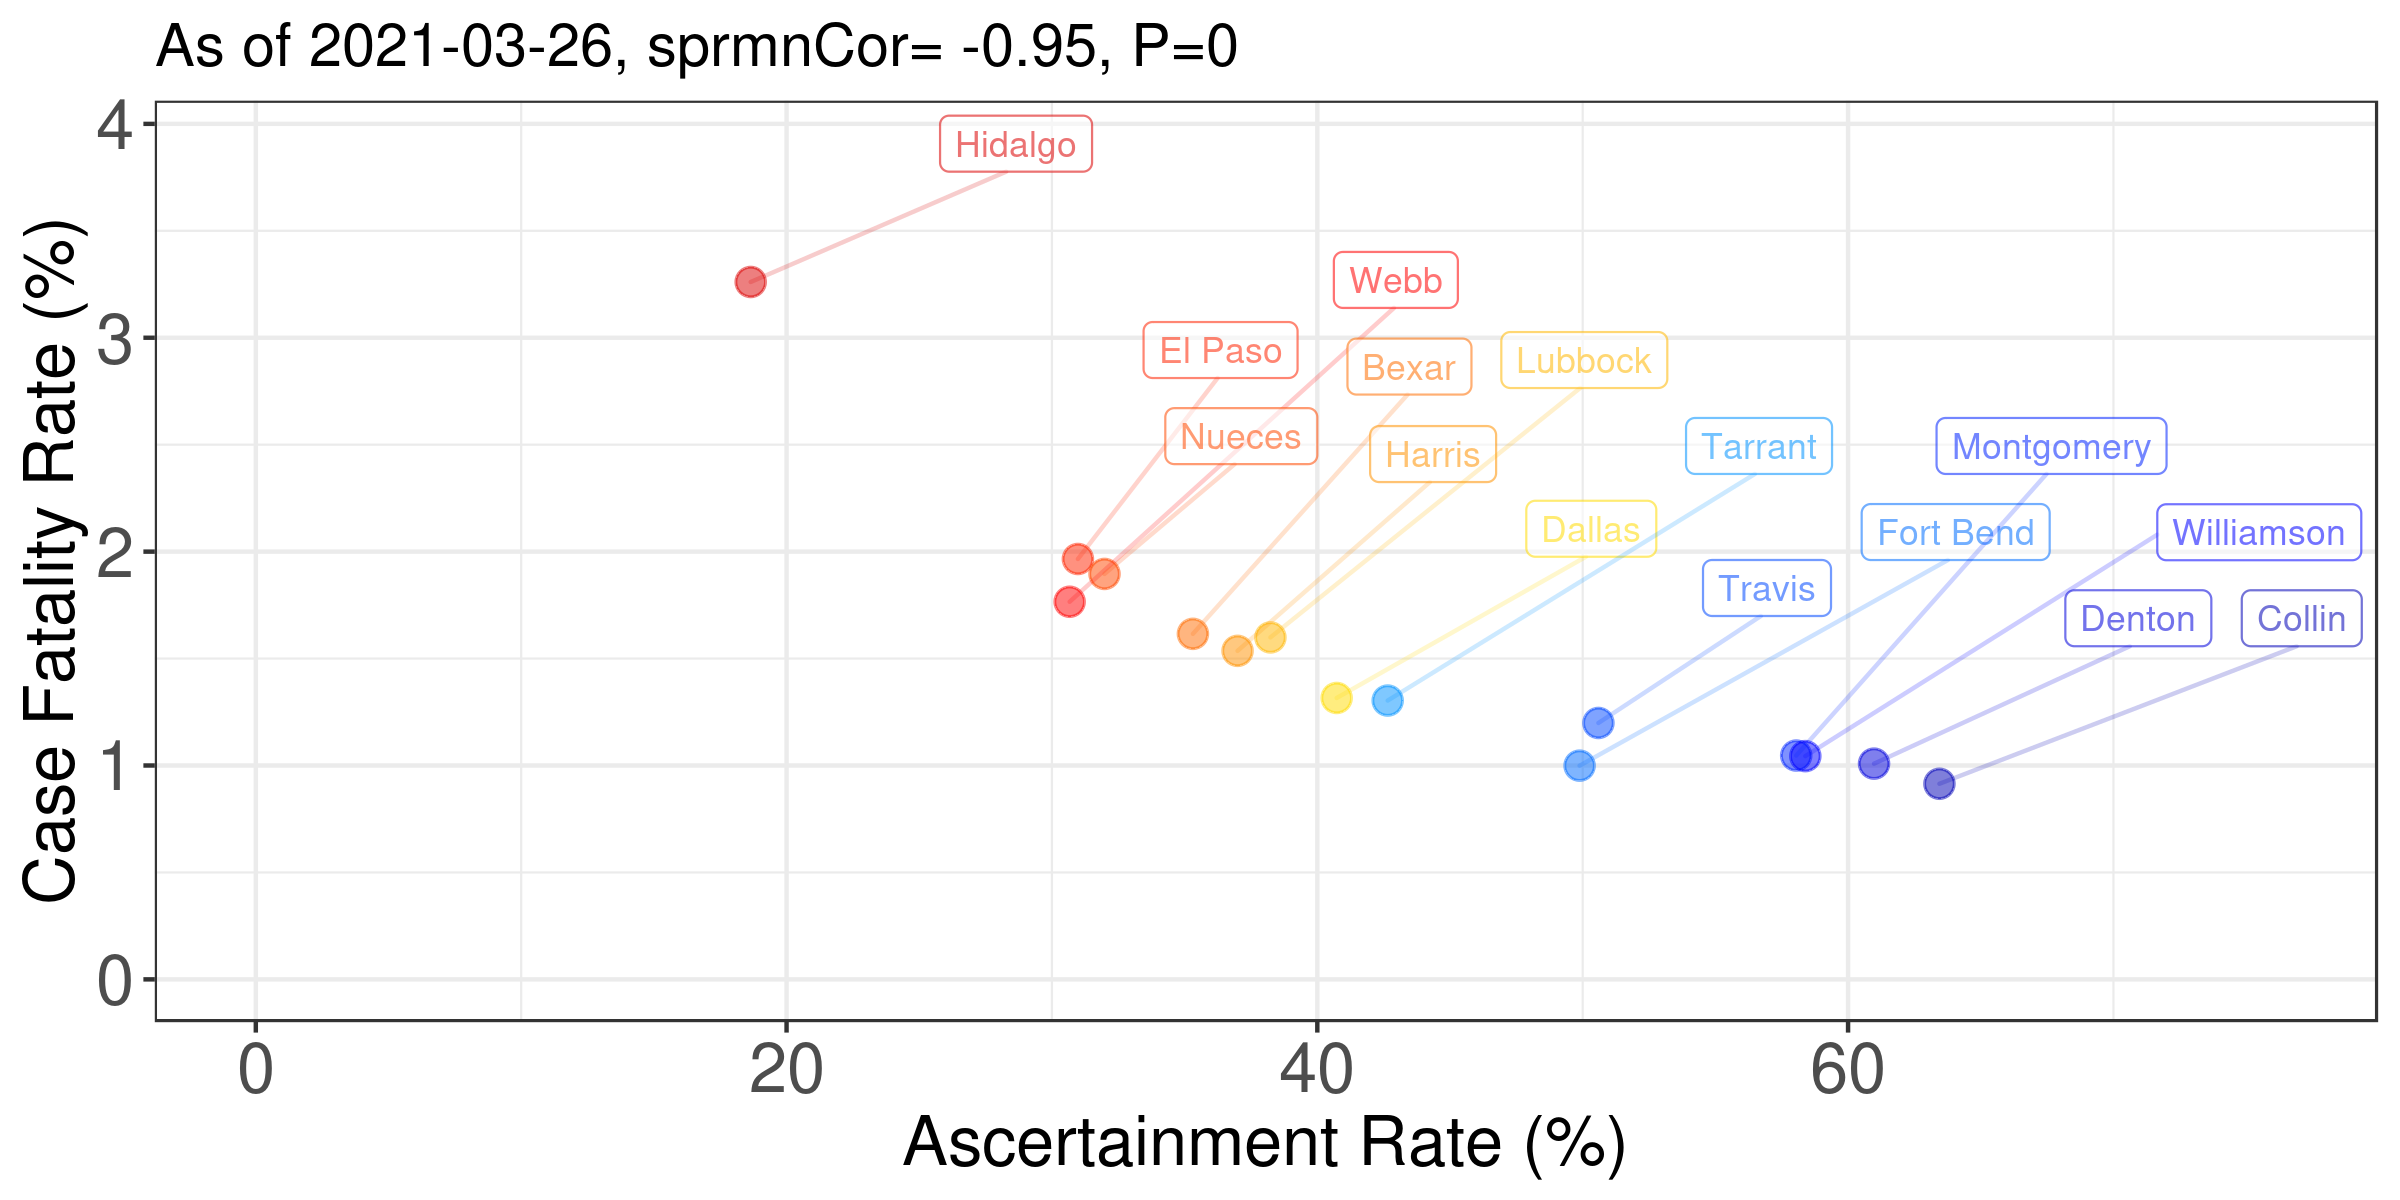 As of 2021-03-26, sprmnCor= -0.95, P=0
Case Fatality Rate (%)
4
3
2
1
0
Hidalgo
Webb
El Paso
Bexar
Lubbock
Nueces
Harris
Tarrant
Montgomery
Dallas
Fort Bend
Williamson
Travis
Denton
Collin
0 20 40 60
Ascertainment Rate (%)